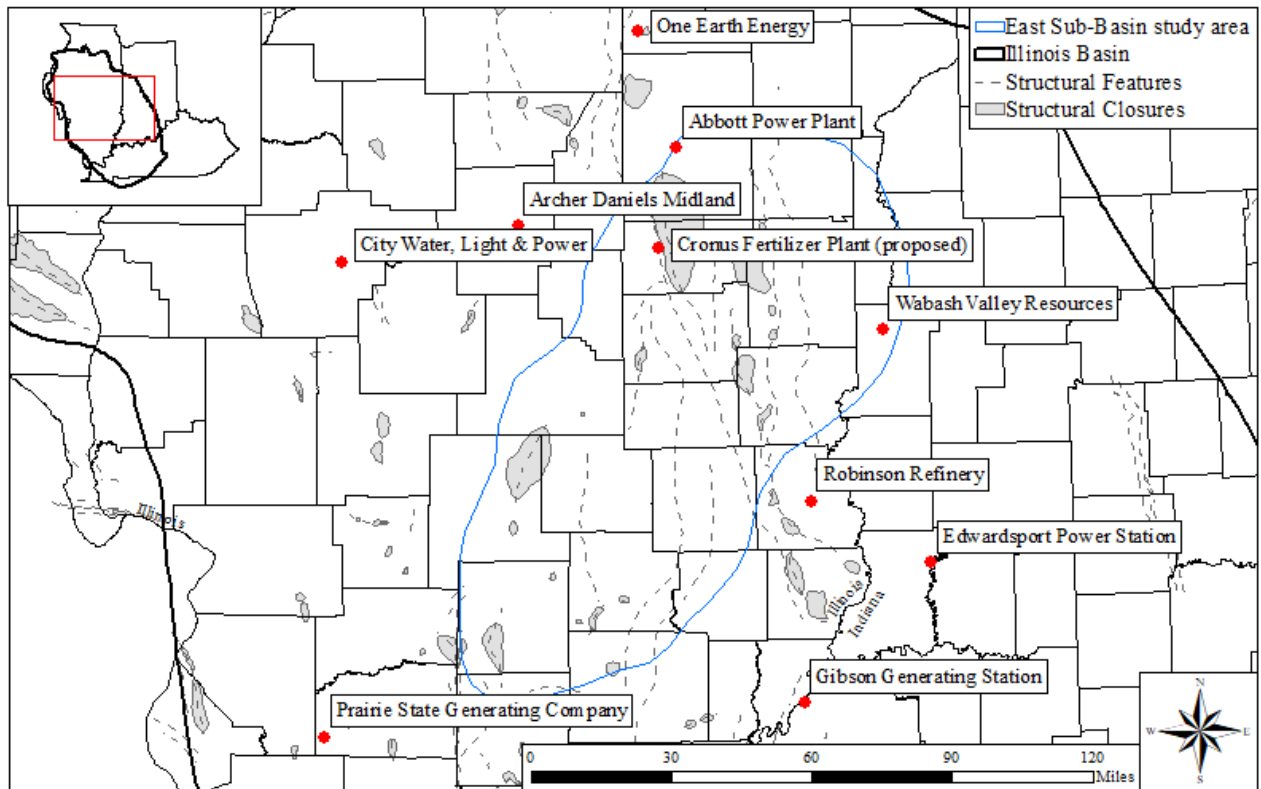 One Earth Energy
East Sub-Basin study area
Illinois Basin
Structural Features
Structural Closures
Abbott Power Plant
Archer Daniels Midland
City Water, Light & Power
Cronus Fertilizer Plant (proposed)
Wabash Valley Resources
Robinson Refinery
Illinois
Edwardsport Power Station
Illinois
Indiana
Gibson Generating Station
Prairie State Generating Company
N
W
E
S
0
30
60
90
120
Miles